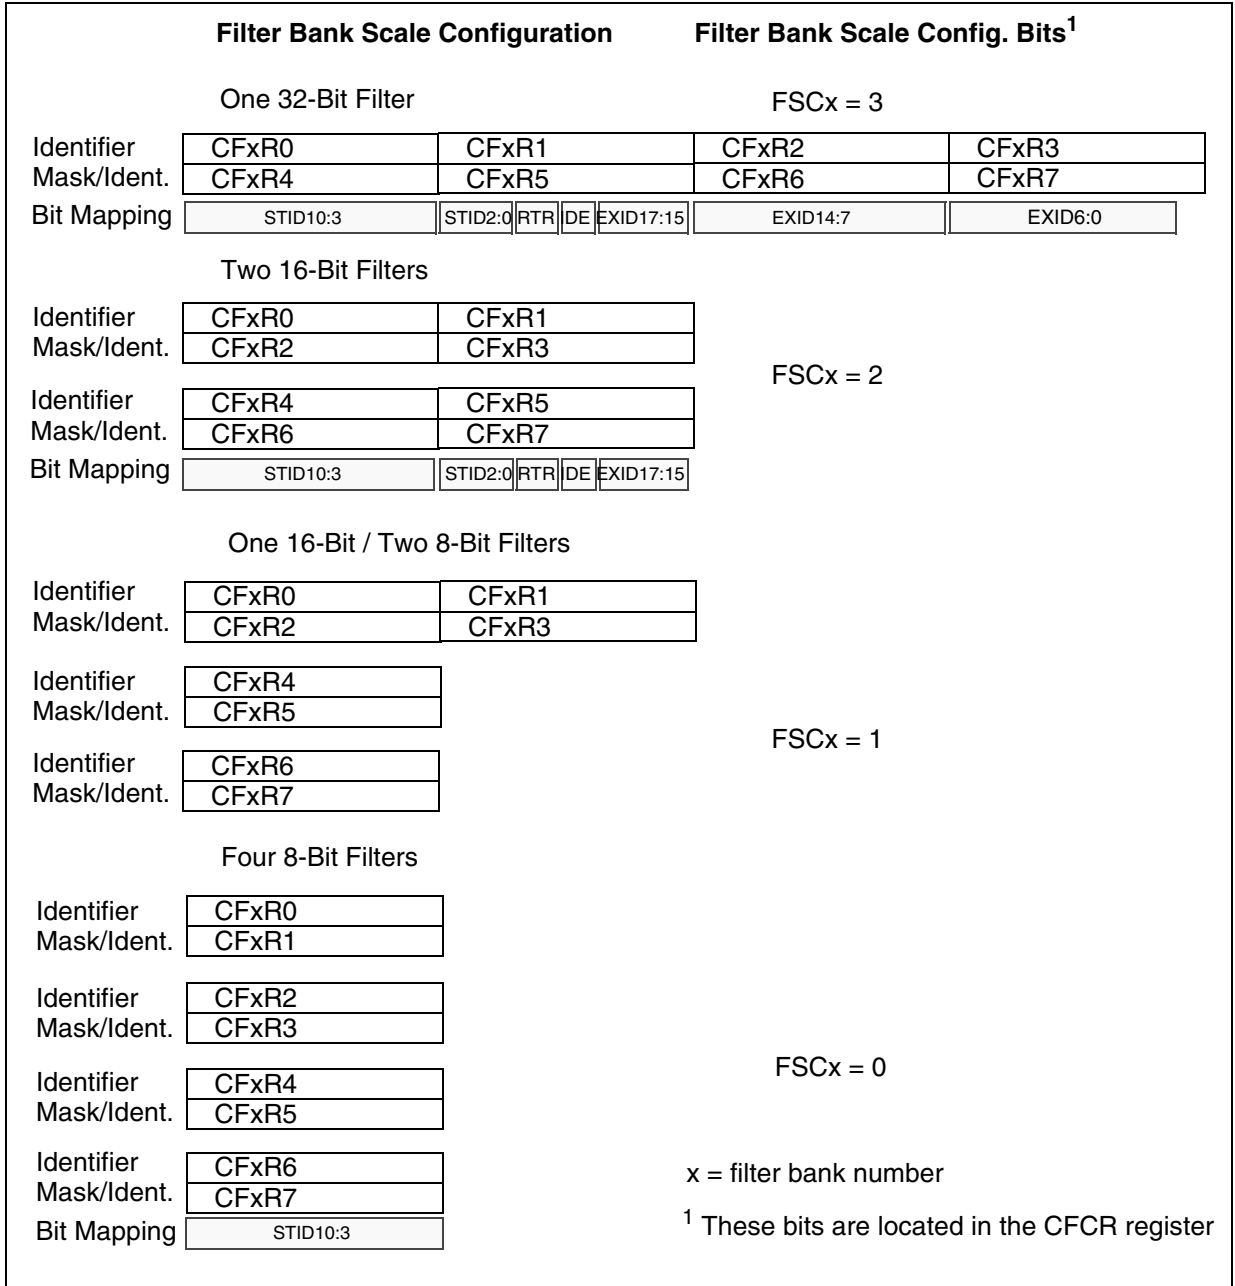 Filter Bank Scale Configuration Filter Bank Scale Config. Bits1
One 32-Bit Filter FSCx = 3
Identifier CFxR0 CFxR1 CFxR2 CFxR3
Mask/Ident. CFxR4 CFxR5 CFxR6 CFxR7
Bit Mapping STID10:3 STID2:0 RTR IDE EXID17:15 EXID14:7 EXID6:0
Two 16-Bit Filters
Identifier CFxR0 CFxR1
Mask/Ident. CFxR2 CFxR3
FSCx = 2
Identifier CFxR4 CFxR5
Mask/Ident. CFxR6 CFxR7
Bit Mapping STID10:3 STID2:0 RTR IDE EXID17:15
One 16-Bit / Two 8-Bit Filters
Identifier CFxR0 CFxR1
Mask/Ident. CFxR2 CFxR3
Identifier CFxR4
Mask/Ident. CFxR5
FSCx = 1
Identifier CFxR6
Mask/Ident. CFxR7
Four 8-Bit Filters
Identifier CFxR0
Mask/Ident. CFxR1
Identifier CFxR2
Mask/Ident. CFxR3
FSCx = 0
Identifier CFxR4
Mask/Ident. CFxR5
Identifier CFxR6
Mask/Ident. CFxR7
x = filter bank number
Bit Mapping STID10:3
1 These bits are located in the CFCR register